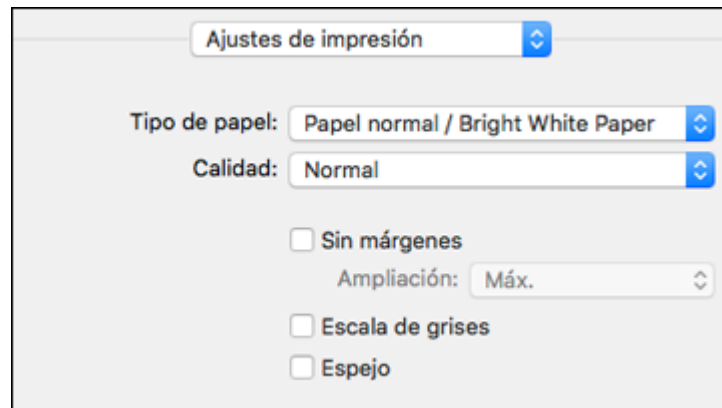 Ajustes de impresión
Tipo de papel: Papel normal / Bright White Paper
Calidad: Normal
Sin márgenes
Ampliación: Máx.
Escala de grises
Espejo